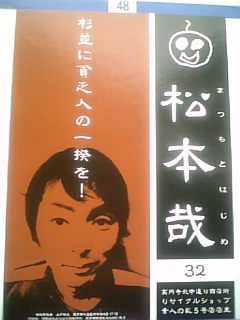 48
杉並に貧乏人の一揆を！
松本哉
まつもとはじめ
32
高円寺北中通り商店街
リサイクルショップ
素人の乱5号店店主